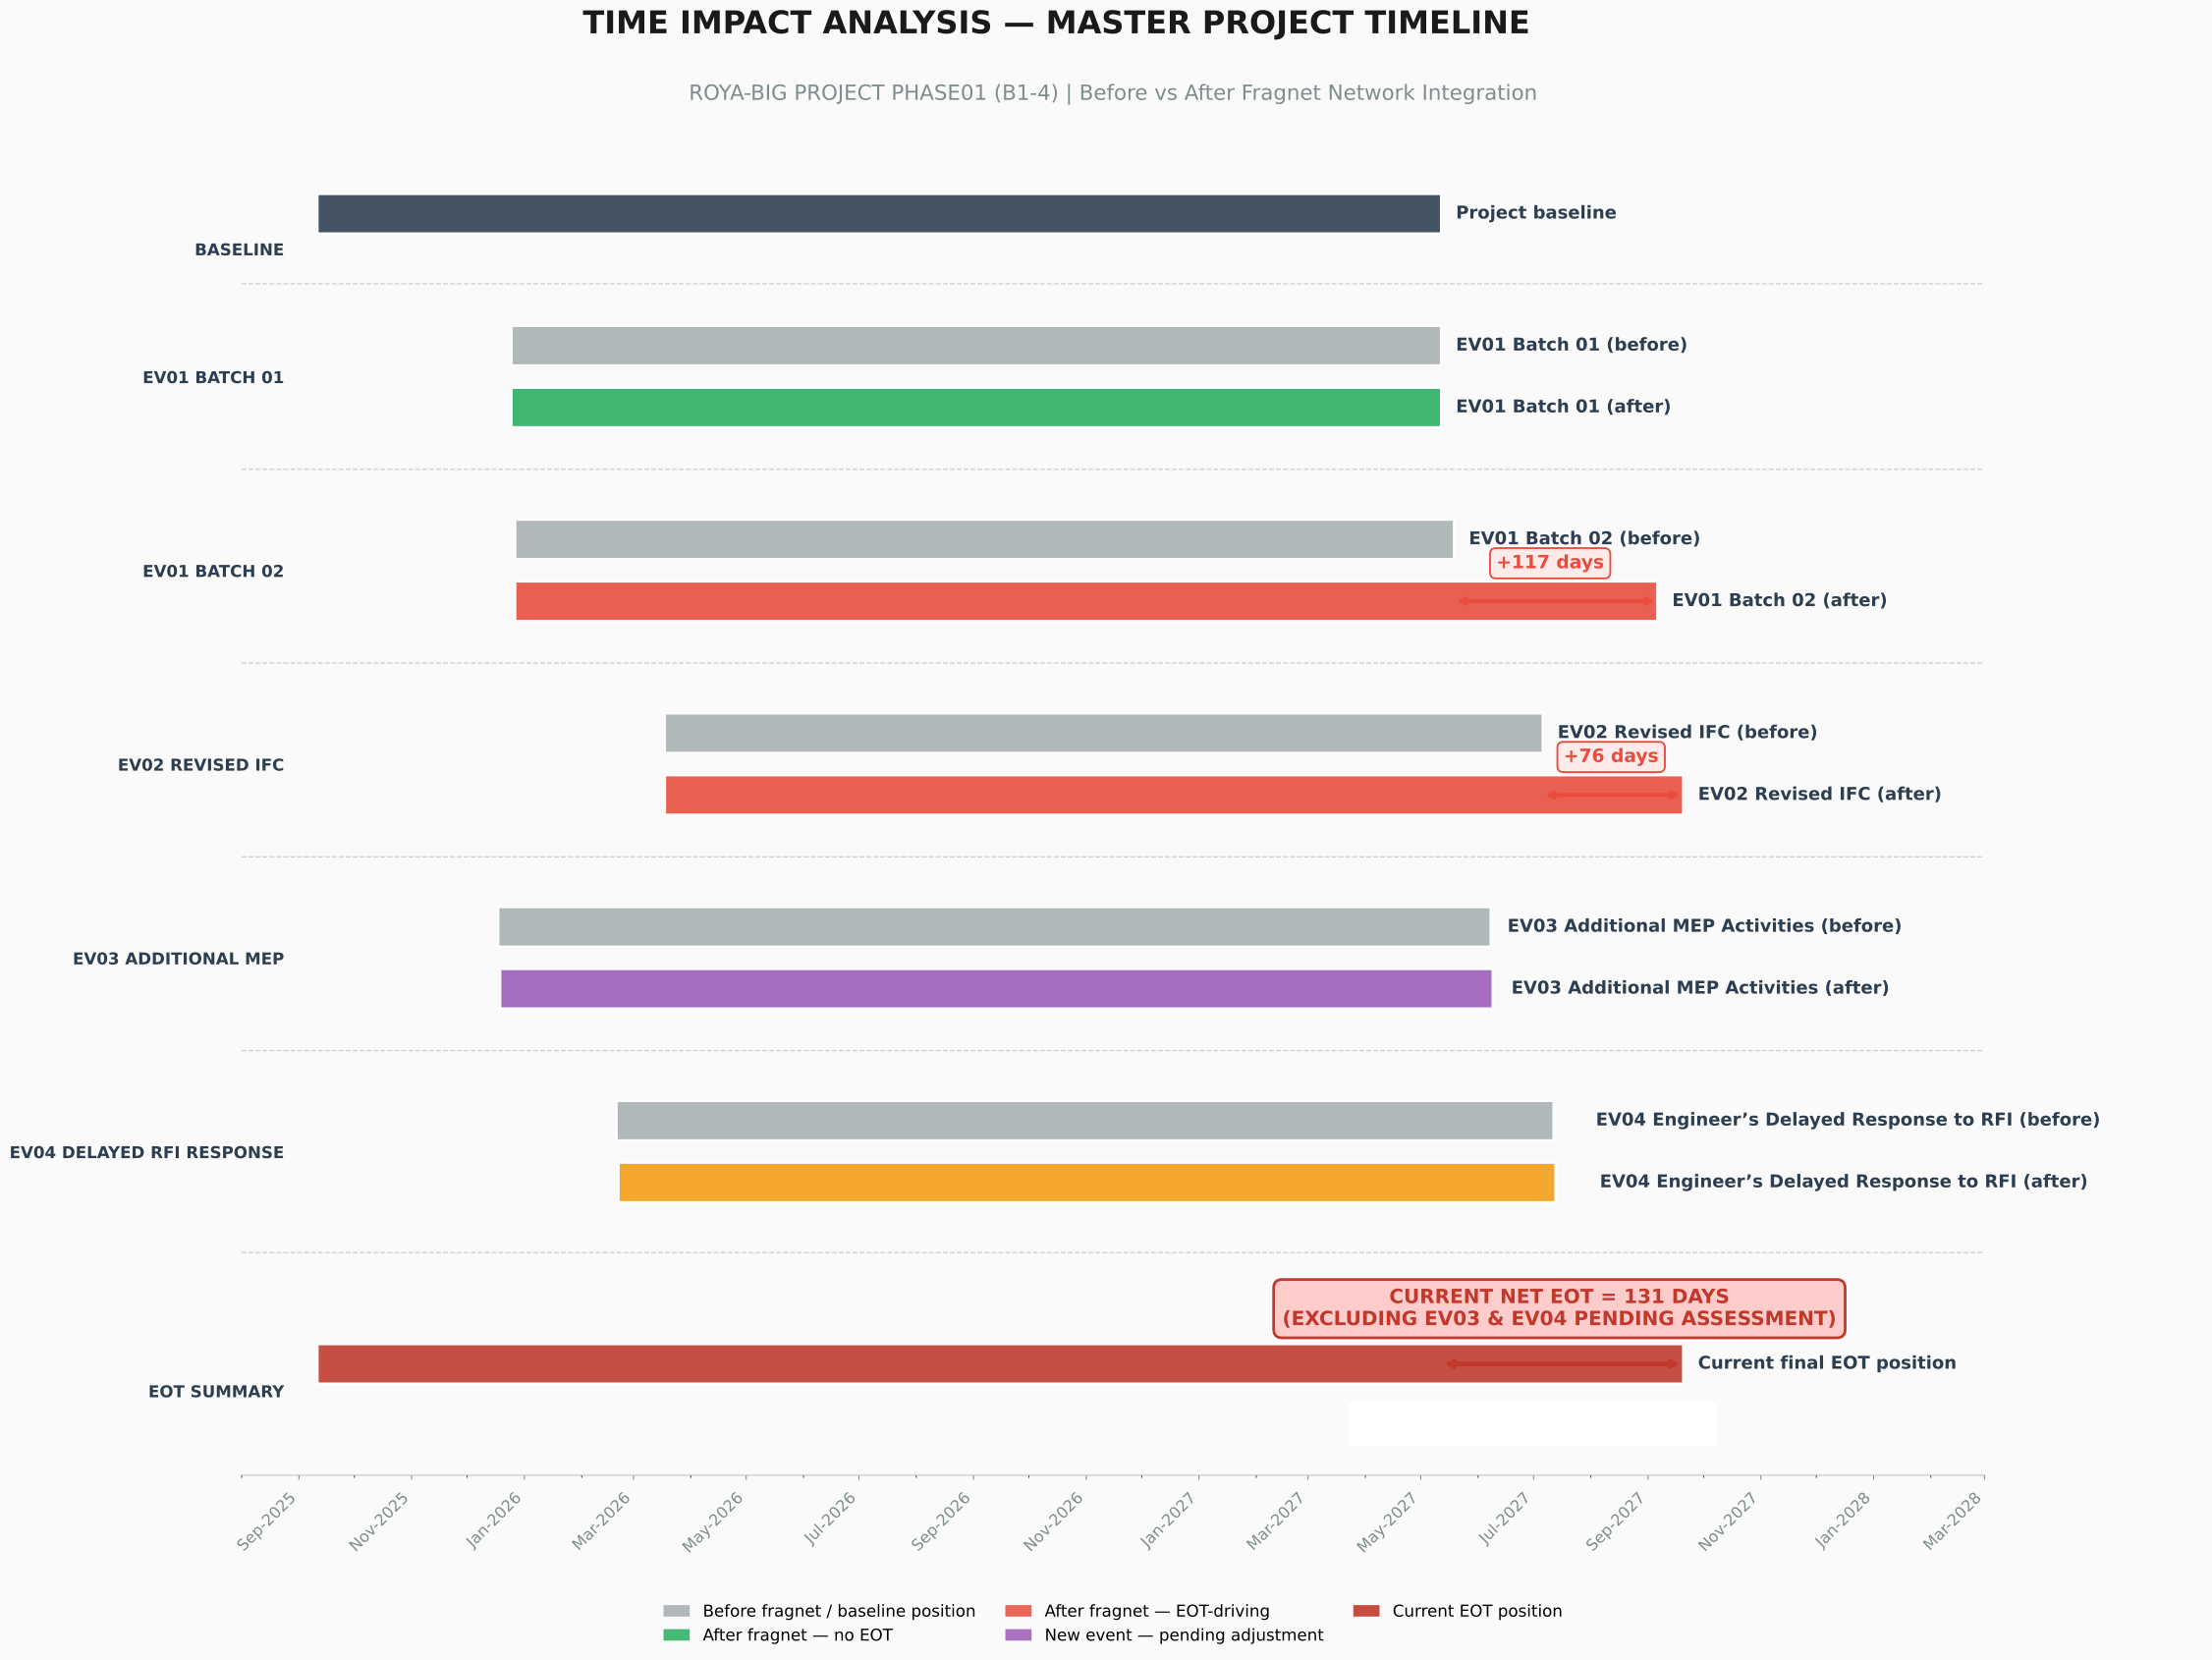 TIME IMPACT ANALYSIS — MASTER PROJECT TIMELINE
ROYA-BIG PROJECT PHASE01 (B1-4) | Before vs After Fragnet Network Integration
Project baseline
BASELINE
EV01 Batch 01 (before)
EV01 BATCH 01
EV01 Batch 01 (after)
EV01 Batch 02 (before)
+117 days
EV01 BATCH 02
EV01 Batch 02 (after)
EV02 Revised IFC (before)
+76 days
EV02 REVISED IFC
EV02 Revised IFC (after)
EV03 Additional MEP Activities (before)
EV03 ADDITIONAL MEP
EV03 Additional MEP Activities (after)
EV04 Engineer’s Delayed Response to RFI (before)
EV04 DELAYED RFI RESPONSE
EV04 Engineer’s Delayed Response to RFI (after)
CURRENT NET EOT = 131 DAYS
(EXCLUDING EV03 & EV04 PENDING ASSESSMENT)
Current final EOT position
EOT SUMMARY
Sep-2025
Nov-2025
Jan-2026
Mar-2026
May-2026
Jul-2026
Sep-2026
Nov-2026
Jan-2027
Mar-2027
May-2027
Jul-2027
Sep-2027
Nov-2027
Jan-2028
Mar-2028
Before fragnet / baseline position
After fragnet — EOT-driving
Current EOT position
After fragnet — no EOT
New event — pending adjustment